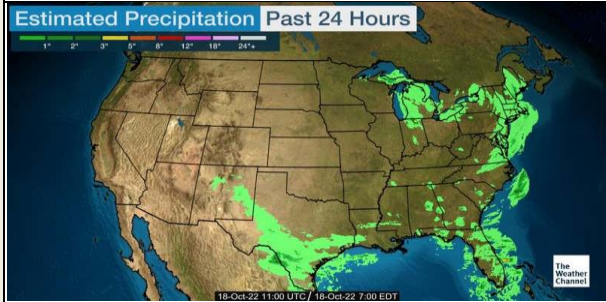 Estimated Precipitation Past 24 Hours
1" 2" 3" 5" 8" 12" 18" 24"+
The
Weather
Channel
18-Oct-22 11:00 UTC / 18-Oct-22 7:00 EDT